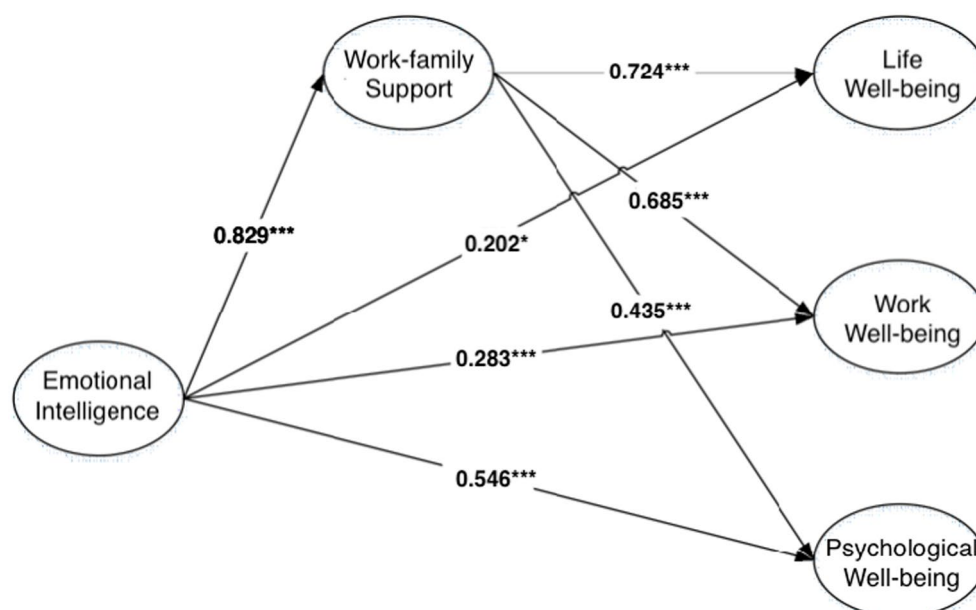 Work-family
Support
0.724***
Life
Well-being
0.685***
0.829***
0.202*
0.435***
Work
Well-being
0.283***
Emotional
Intelligence
0.546***
Psychological
Well-being